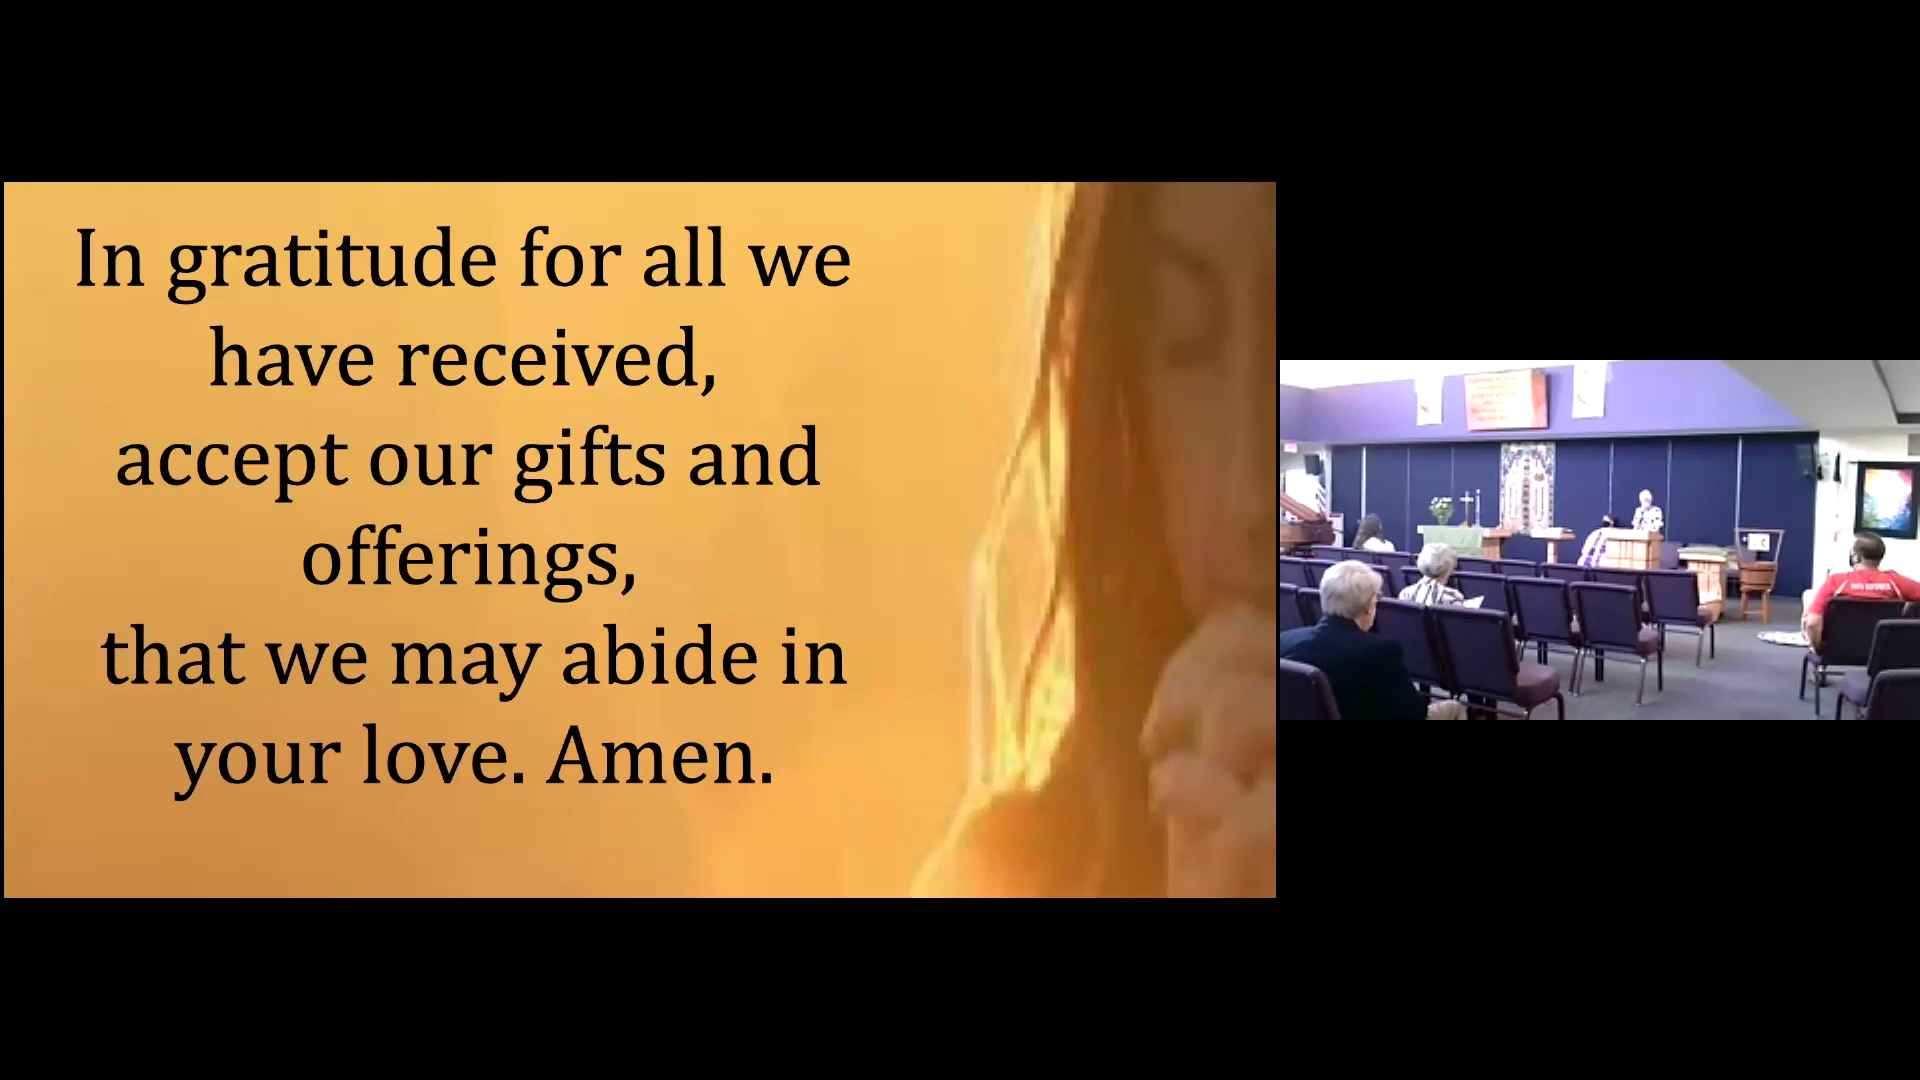 In gratitude for all we
have received,
accept our gifts and
offerings,
that we may abide in
your love. Amen.